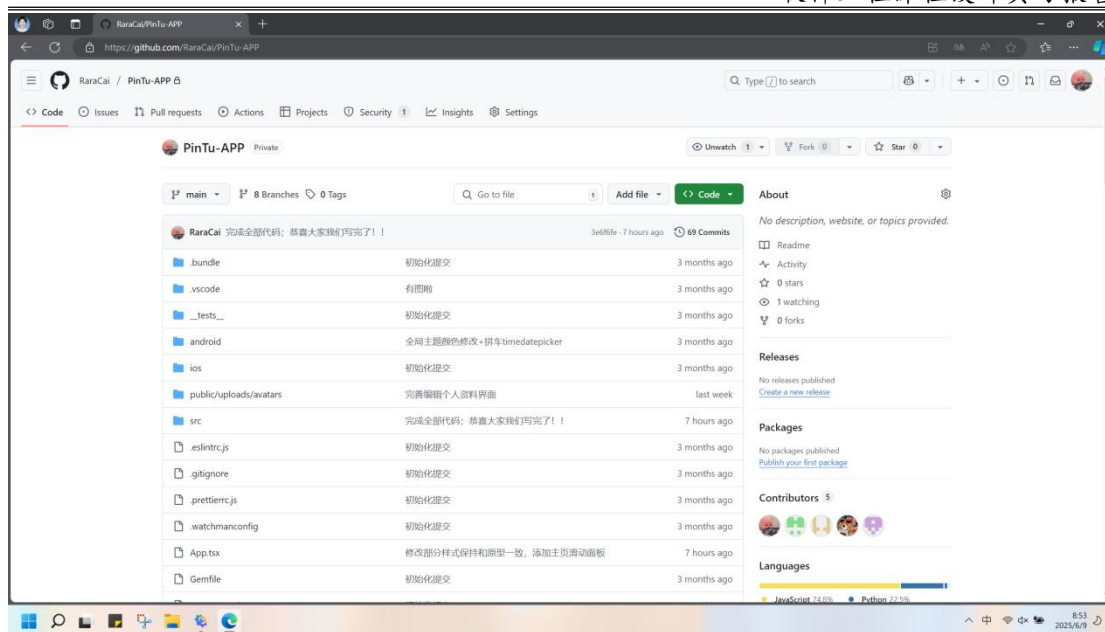 RaraCai/PinTu-APP
https://github.com/RaraCai/PinTu-APP
RaraCai / PinTu-APP
Type / to search
Code Issues Pull requests Actions Projects Security 1 Insights Settings
PinTu-APP Private
Unwatch 1 Fork 0 Star 0
main 8 Branches 0 Tags Go to file t Add file Code
RaraCai 完成全部代码；恭喜大家我们写完了！！ 3e6f6fe · 7 hours ago 69 Commits
.bundle 初始化提交 3 months ago
.vscode 有图啦 3 months ago
__tests__ 初始化提交 3 months ago
android 全局主题颜色修改+拼车timedatepicker 3 months ago
ios 初始化提交 3 months ago
public/uploads/avatars 完善编辑个人资料界面 last week
src 完成全部代码；恭喜大家我们写完了！！ 7 hours ago
.eslintrc.js 初始化提交 3 months ago
.gitignore 初始化提交 3 months ago
.prettierrc.js 初始化提交 3 months ago
.watchmanconfig 初始化提交 3 months ago
App.tsx 修改部分样式保持和原型一致，添加主页滑动面板 7 hours ago
Gemfile 初始化提交 3 months ago
About
No description, website, or topics provided.
Readme
Activity
0 stars
1 watching
0 forks
Releases
No releases published
Create a new release
Packages
No packages published
Publish your first package
Contributors 5
Languages
JavaScript 74.8% Python 22.5%
中
8:53
2025/6/9